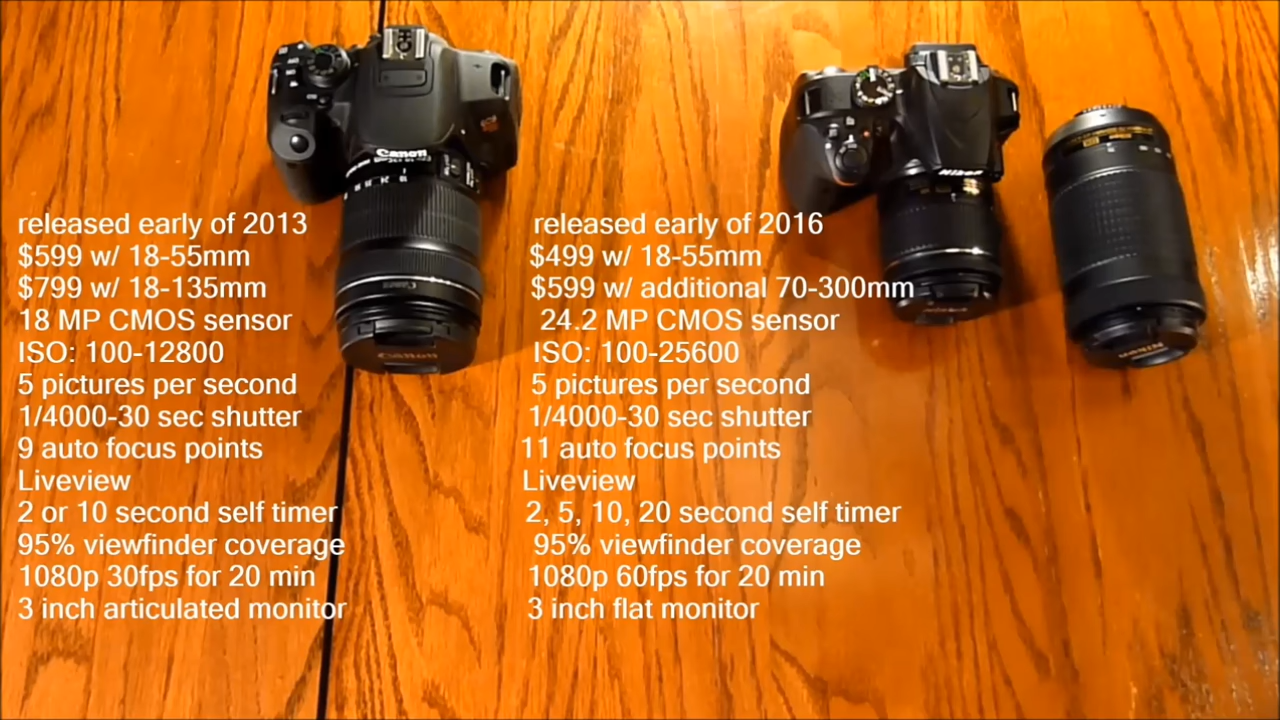 Canon
Nikon
Canon
Canon
Nikon
released early of 2013
$599 w/ 18-55mm
$799 w/ 18-135mm
18 MP CMOS sensor
ISO: 100-12800
5 pictures per second
1/4000-30 sec shutter
9 auto focus points
Liveview
2 or 10 second self timer
95% viewfinder coverage
1080p 30fps for 20 min
3 inch articulated monitor
released early of 2016
$499 w/ 18-55mm
$599 w/ additional 70-300mm
24.2 MP CMOS sensor
ISO: 100-25600
5 pictures per second
1/4000-30 sec shutter
11 auto focus points
Liveview
2, 5, 10, 20 second self timer
95% viewfinder coverage
1080p 60fps for 20 min
3 inch flat monitor